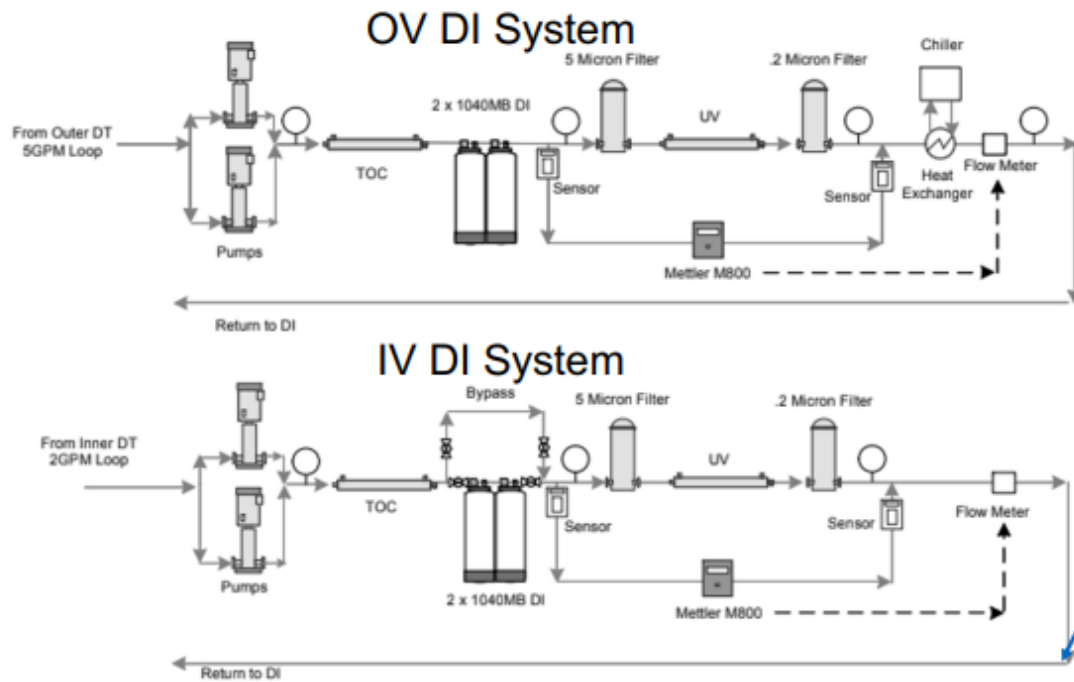 OV DI System
Chiller
5 Micron Filter
.2 Micron Filter
2 x 1040MB DI
UV
From Outer DT
5GPM Loop
TOC
Sensor
Sensor
Heat
Exchanger
Flow Meter
Pumps
Mettler M800
Return to DI
IV DI System
Bypass
5 Micron Filter
.2 Micron Filter
From Inner DT
2GPM Loop
UV
TOC
Sensor
Sensor
Flow Meter
Pumps
2 x 1040MB DI
Mettler M800
Return to DI